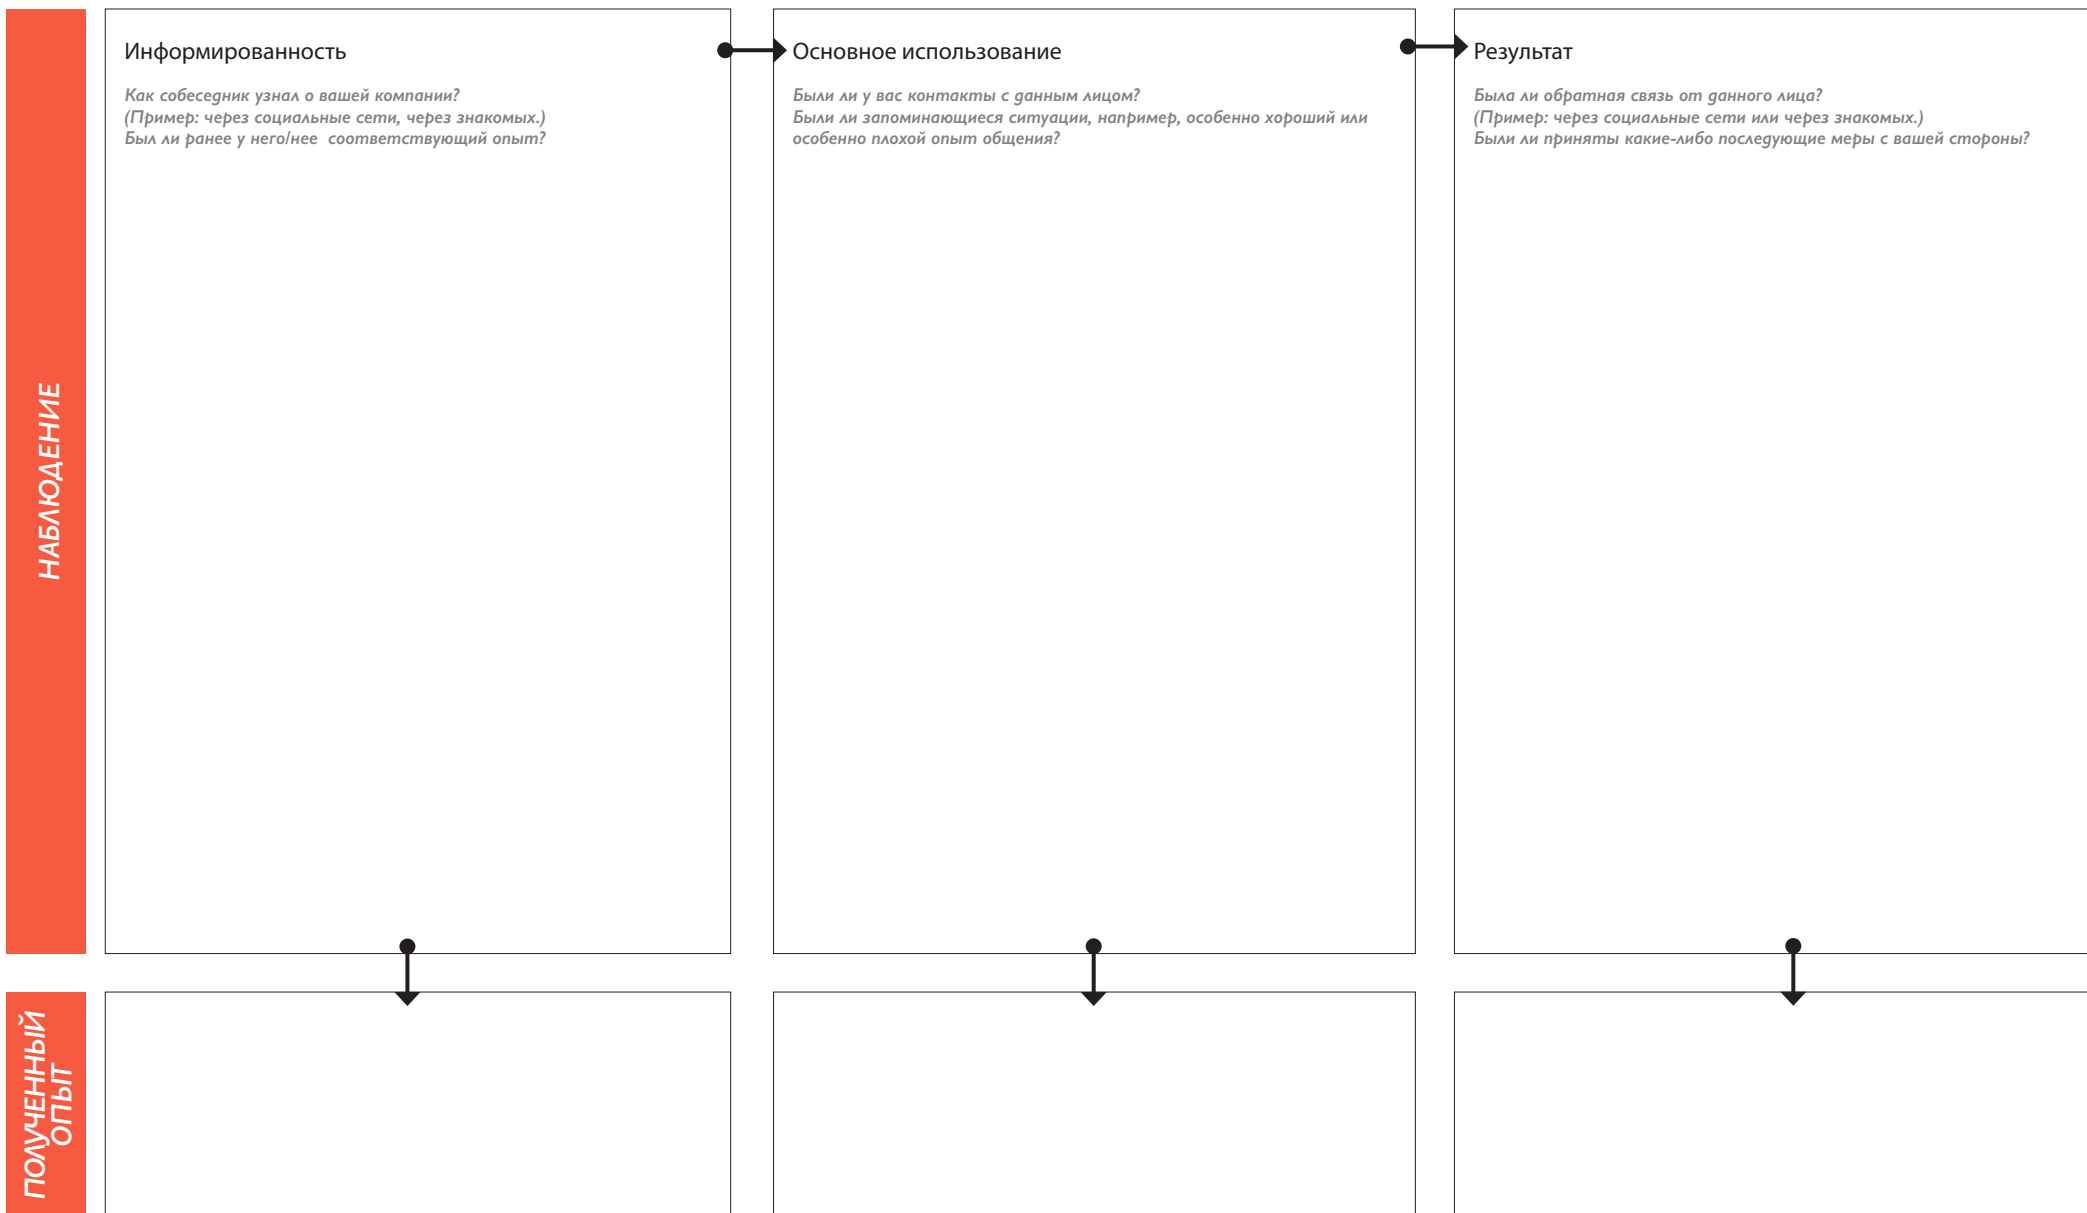 НАБЛЮДЕНИЕ
Информированность
Как собеседник узнал о вашей компании?
(Пример: через социальные сети, через знакомых.)
Был ли ранее у него/нее соответствующий опыт?
Основное использование
Были ли у вас контакты с данным лицом?
Были ли запоминающиеся ситуации, например, особенно хороший или
особенно плохой опыт общения?
Результат
Была ли обратная связь от данного лица?
(Пример: через социальные сети или через знакомых.)
Были ли приняты какие-либо последующие меры с вашей стороны?
ПОЛУЧЕННЫЙ
ОПЫТ